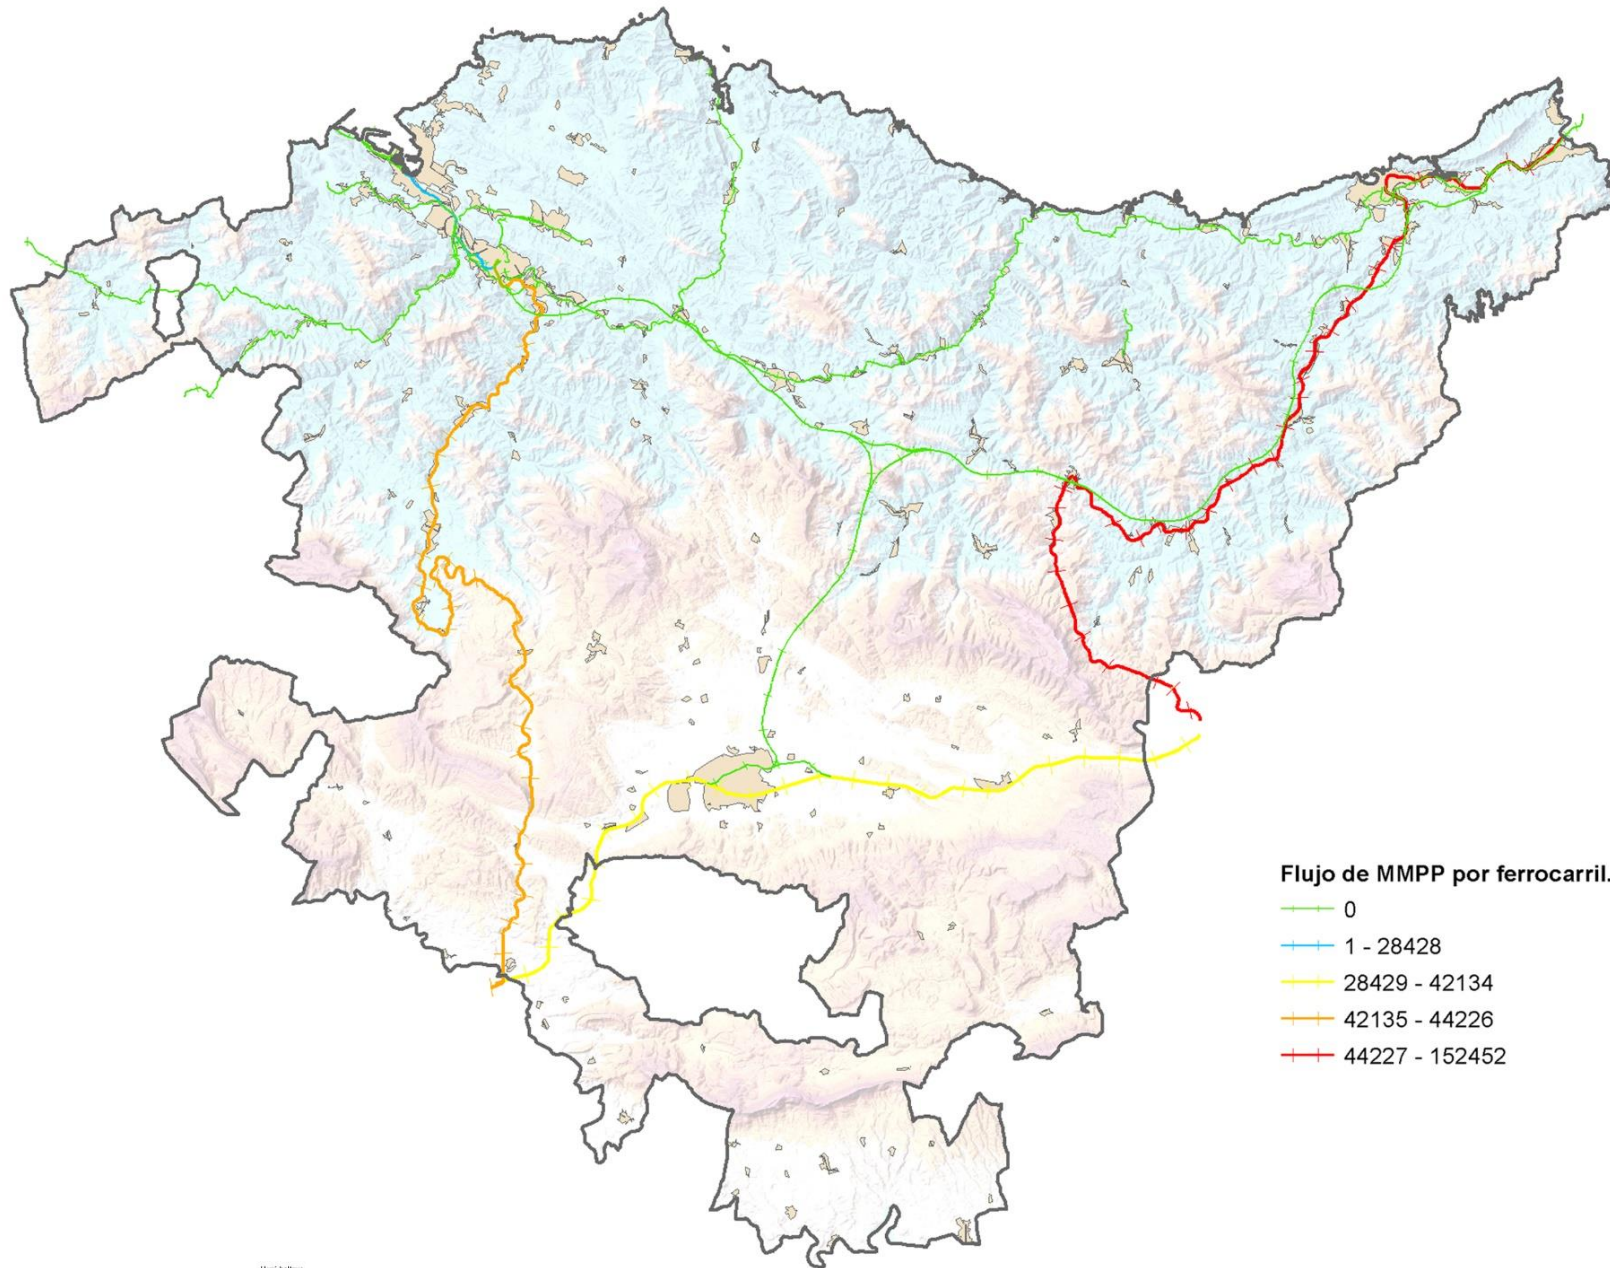 Flujo de MMPP por ferrocarril.
0
1 - 28428
28429 - 42134
42135 - 44226
44227 - 152452